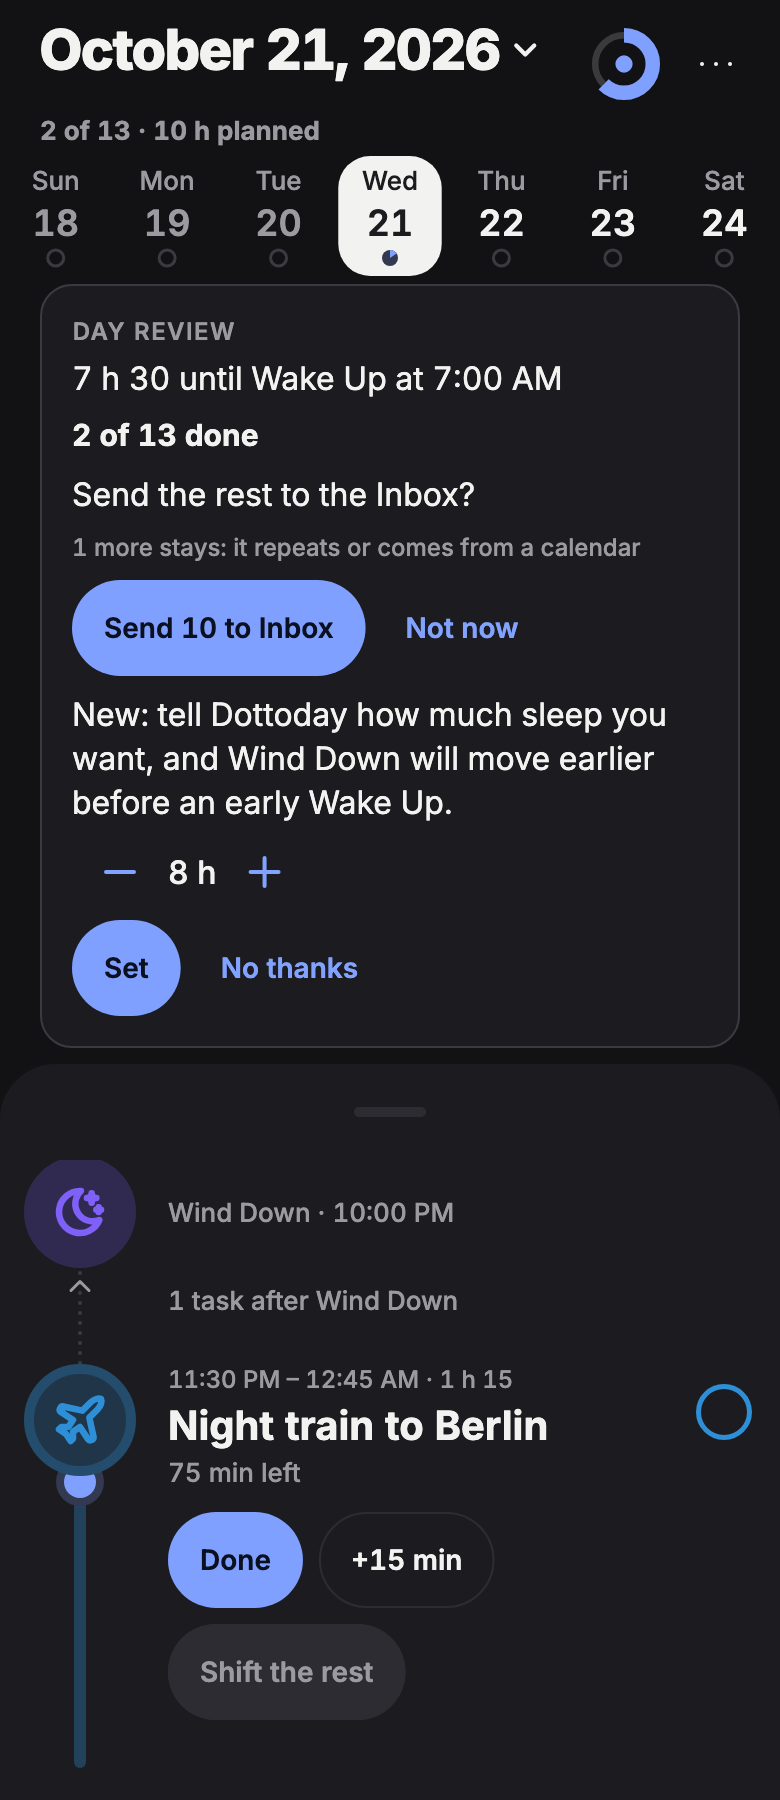 October 21, 2026
...
2 of 13 · 10 h planned
Sun Mon Tue Wed Thu Fri Sat
18 19 20 21 22 23 24
DAY REVIEW
7 h 30 until Wake Up at 7:00 AM
2 of 13 done
Send the rest to the Inbox?
1 more stays: it repeats or comes from a calendar
Send 10 to Inbox Not now
New: tell Dottoday how much sleep you
want, and Wind Down will move earlier
before an early Wake Up.
8 h
Set No thanks
Wind Down · 10:00 PM
1 task after Wind Down
11:30 PM – 12:45 AM · 1 h 15
Night train to Berlin
75 min left
Done +15 min
Shift the rest